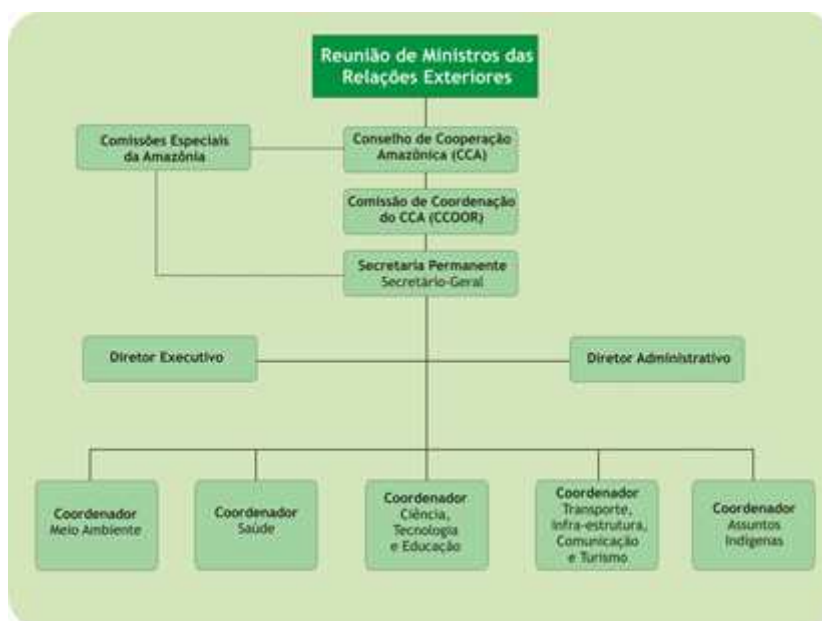 Reunião de Ministros das
Relações Exteriores
Comissões Especiais
da Amazônia
Conselho de Cooperação
Amazônica (CCA)
Comissão de Coordenação
do CCA (CCOOR)
Secretaria Permanente
Secretário-Geral
Diretor Executivo
Diretor Administrativo
Coordenador
Meio Ambiente
Coordenador
Saúde
Coordenador
Ciência,
Tecnologia
e Educação
Coordenador
Transporte,
Infra-estrutura,
Comunicação
e Turismo
Coordenador
Assuntos
Indígenas